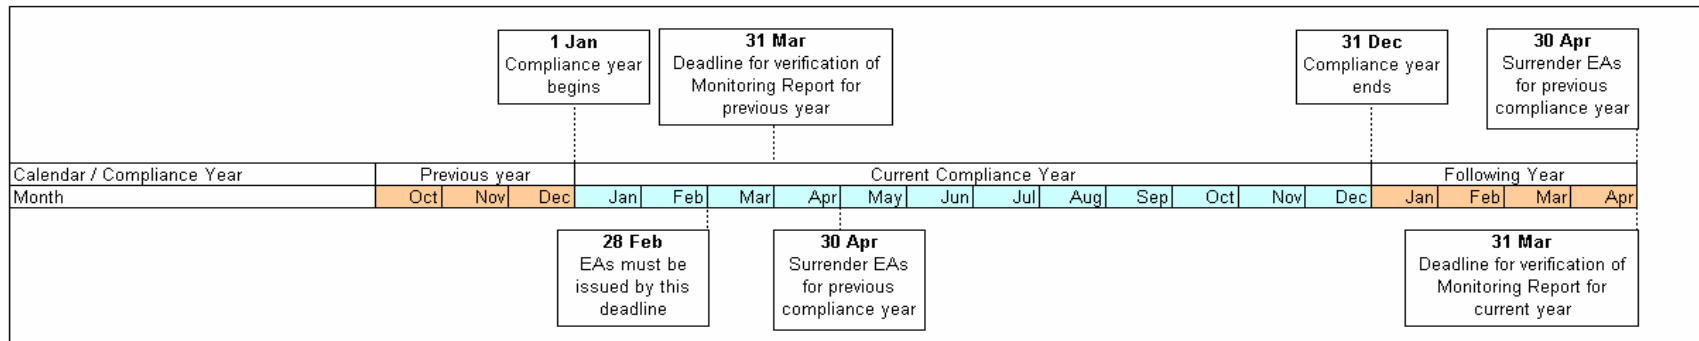 1 Jan
Compliance year
begins
31 Mar
Deadline for verification of
Monitoring Report for
previous year
31 Dec
Compliance year
ends
30 Apr
Surrender EAs
for previous
compliance year
Calendar / Compliance Year Previous year Current Compliance Year Following Year
Month Oct Nov Dec Jan Feb Mar Apr May Jun Jul Aug Sep Oct Nov Dec Jan Feb Mar Apr
28 Feb
EAs must be
issued by this
deadline
30 Apr
Surrender EAs
for previous
compliance year
31 Mar
Deadline for verification of
Monitoring Report for
current year